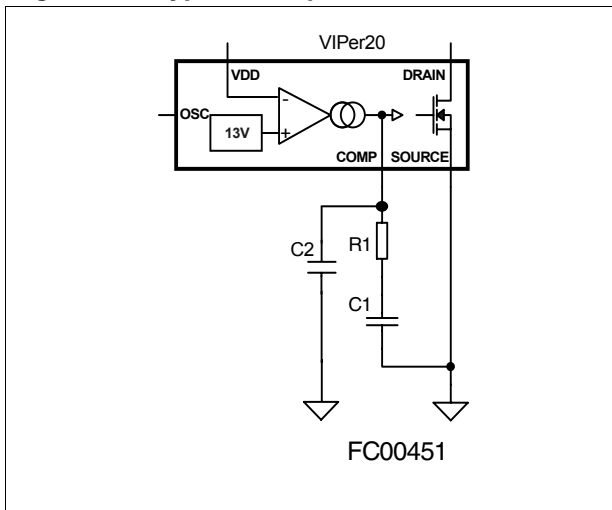 VIPer20
VDD
DRAIN
OSC
-
13V
+
COMP SOURCE
C2
R1
C1
FC00451